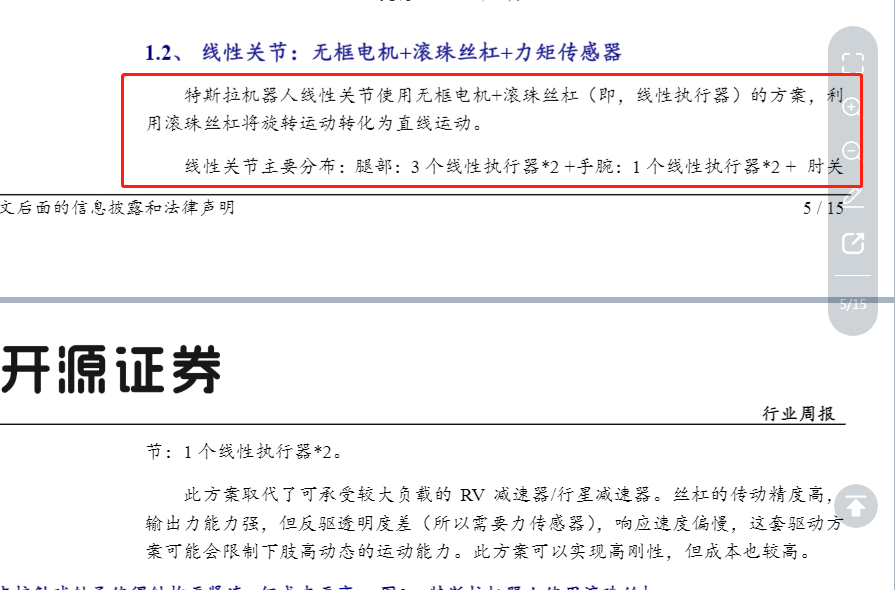 1.2、 线性关节：无框电机+滚珠丝杠+力矩传感器
特斯拉机器人线性关节使用无框电机+滚珠丝杠（即，线性执行器）的方案，利
用滚珠丝杠将旋转运动转化为直线运动。
线性关节主要分布：腿部：3 个线性执行器*2 +手腕：1 个线性执行器*2 + 肘关
文后面的信息披露和法律声明
5 / 15
5/15
开源证券
行业周报
节：1 个线性执行器*2。
此方案取代了可承受较大负载的 RV 减速器/行星减速器。丝杠的传动精度高，
输出力能力强，但反驱透明度差（所以需要力传感器），响应速度偏慢，这套驱动方
案可能会限制下肢高动态的运动能力。此方案可以实现高刚性，但成本也较高。